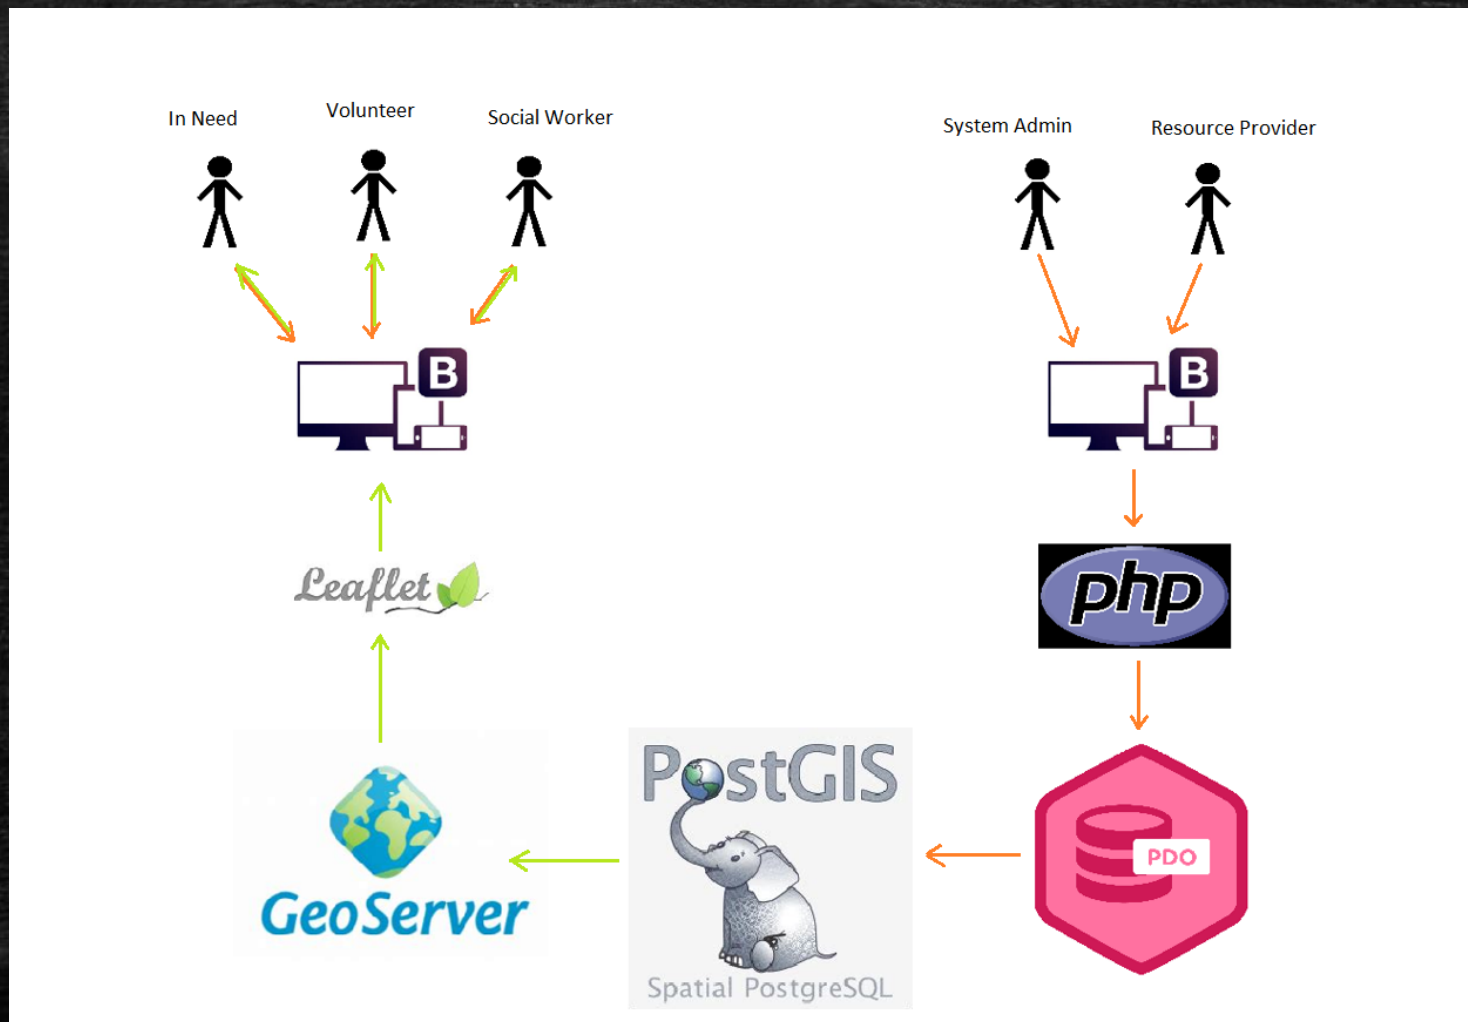 In Need
Volunteer
Social Worker
System Admin
Resource Provider
B
B
Leaflet
php
GeoServer
PostGIS
Spatial PostgreSQL
PDO